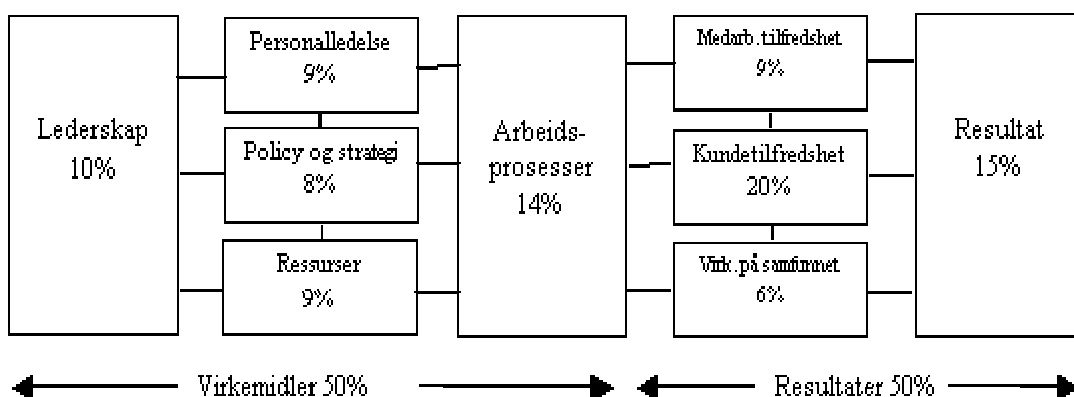 Lederskap
10%
Personalledelse
9%
Policy og strategi
8%
Ressurser
9%
Arbeids-
prosesser
14%
Medarb. tilfredshet
9%
Kundetilfredshet
20%
Virk. på samfunnet
6%
Resultat
15%
Virkemidler 50%
Resultater 50%